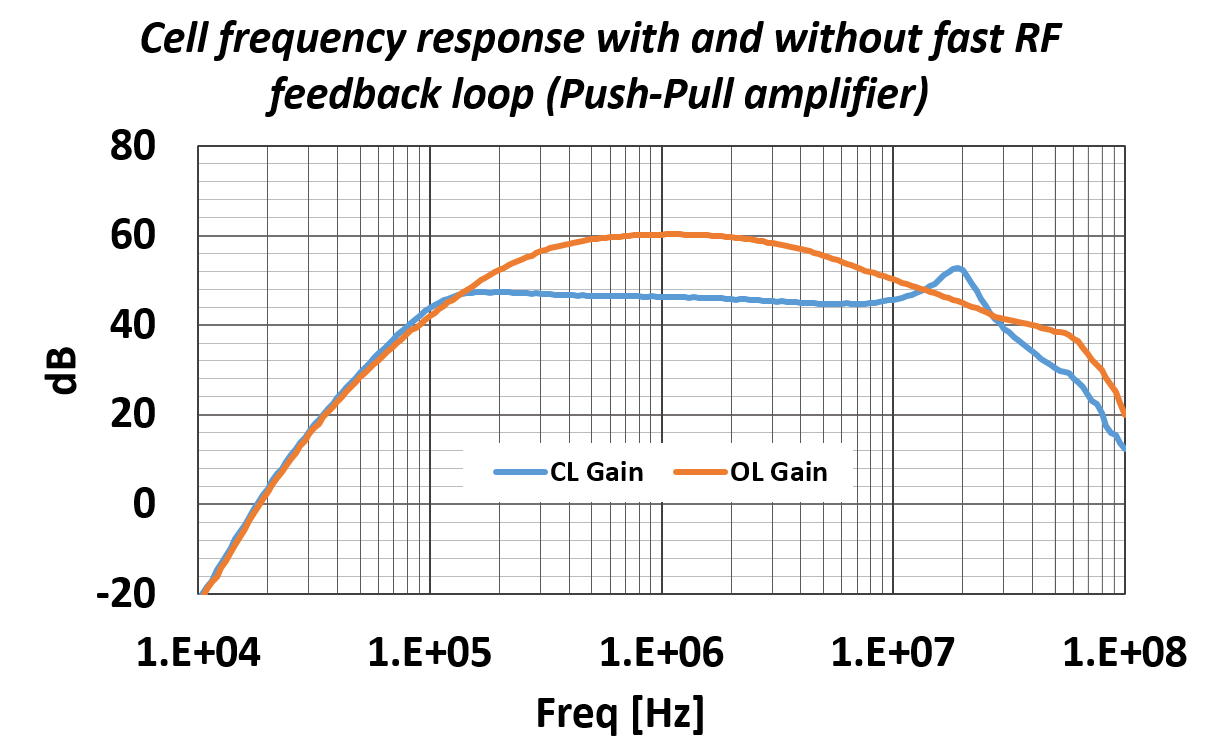 Cell frequency response with and without fast RF
feedback loop (Push-Pull amplifier)
80
60
40
20
0
-20
dB
CL Gain
OL Gain
1.E+04 1.E+05 1.E+06 1.E+07 1.E+08
Freq [Hz]